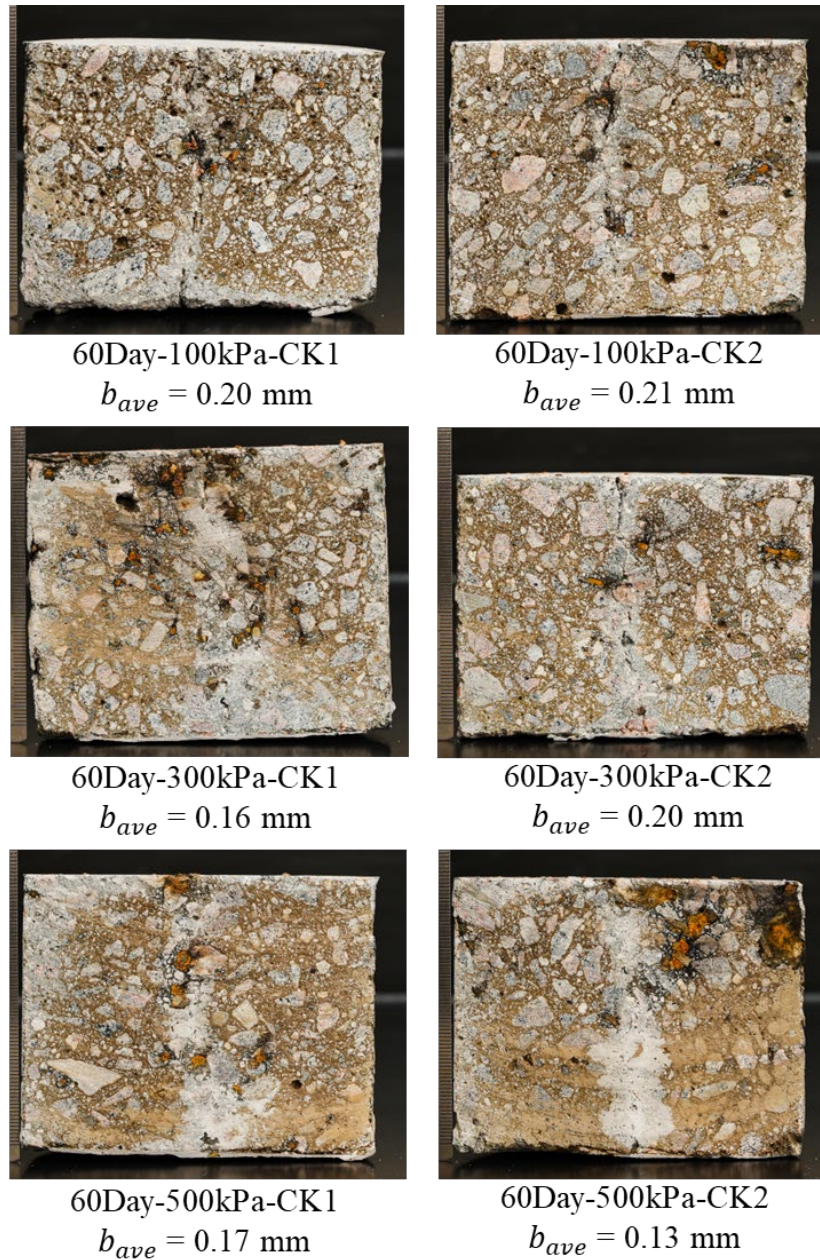 60Day-100kPa-CK1
b_ave = 0.20 mm
60Day-100kPa-CK2
b_ave = 0.21 mm
60Day-300kPa-CK1
b_ave = 0.16 mm
60Day-300kPa-CK2
b_ave = 0.20 mm
60Day-500kPa-CK1
b_ave = 0.17 mm
60Day-500kPa-CK2
b_ave = 0.13 mm